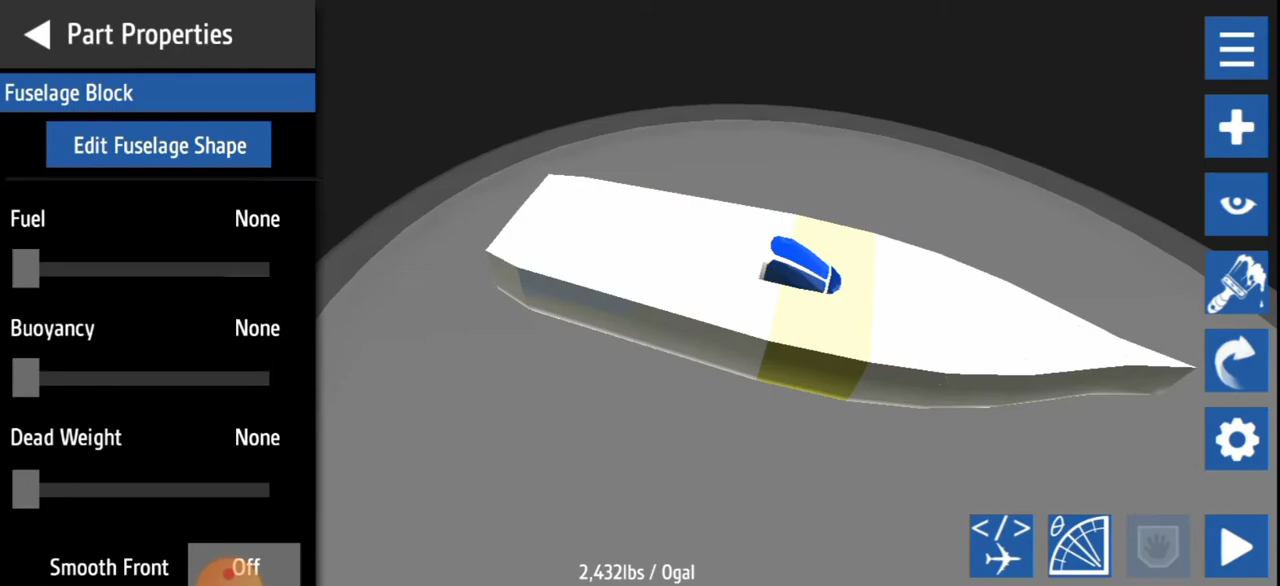 Part Properties
Fuselage Block
Edit Fuselage Shape
Fuel None
Buoyancy None
Dead Weight None
Smooth Front Off
2,432lbs / 0gal
</> θ